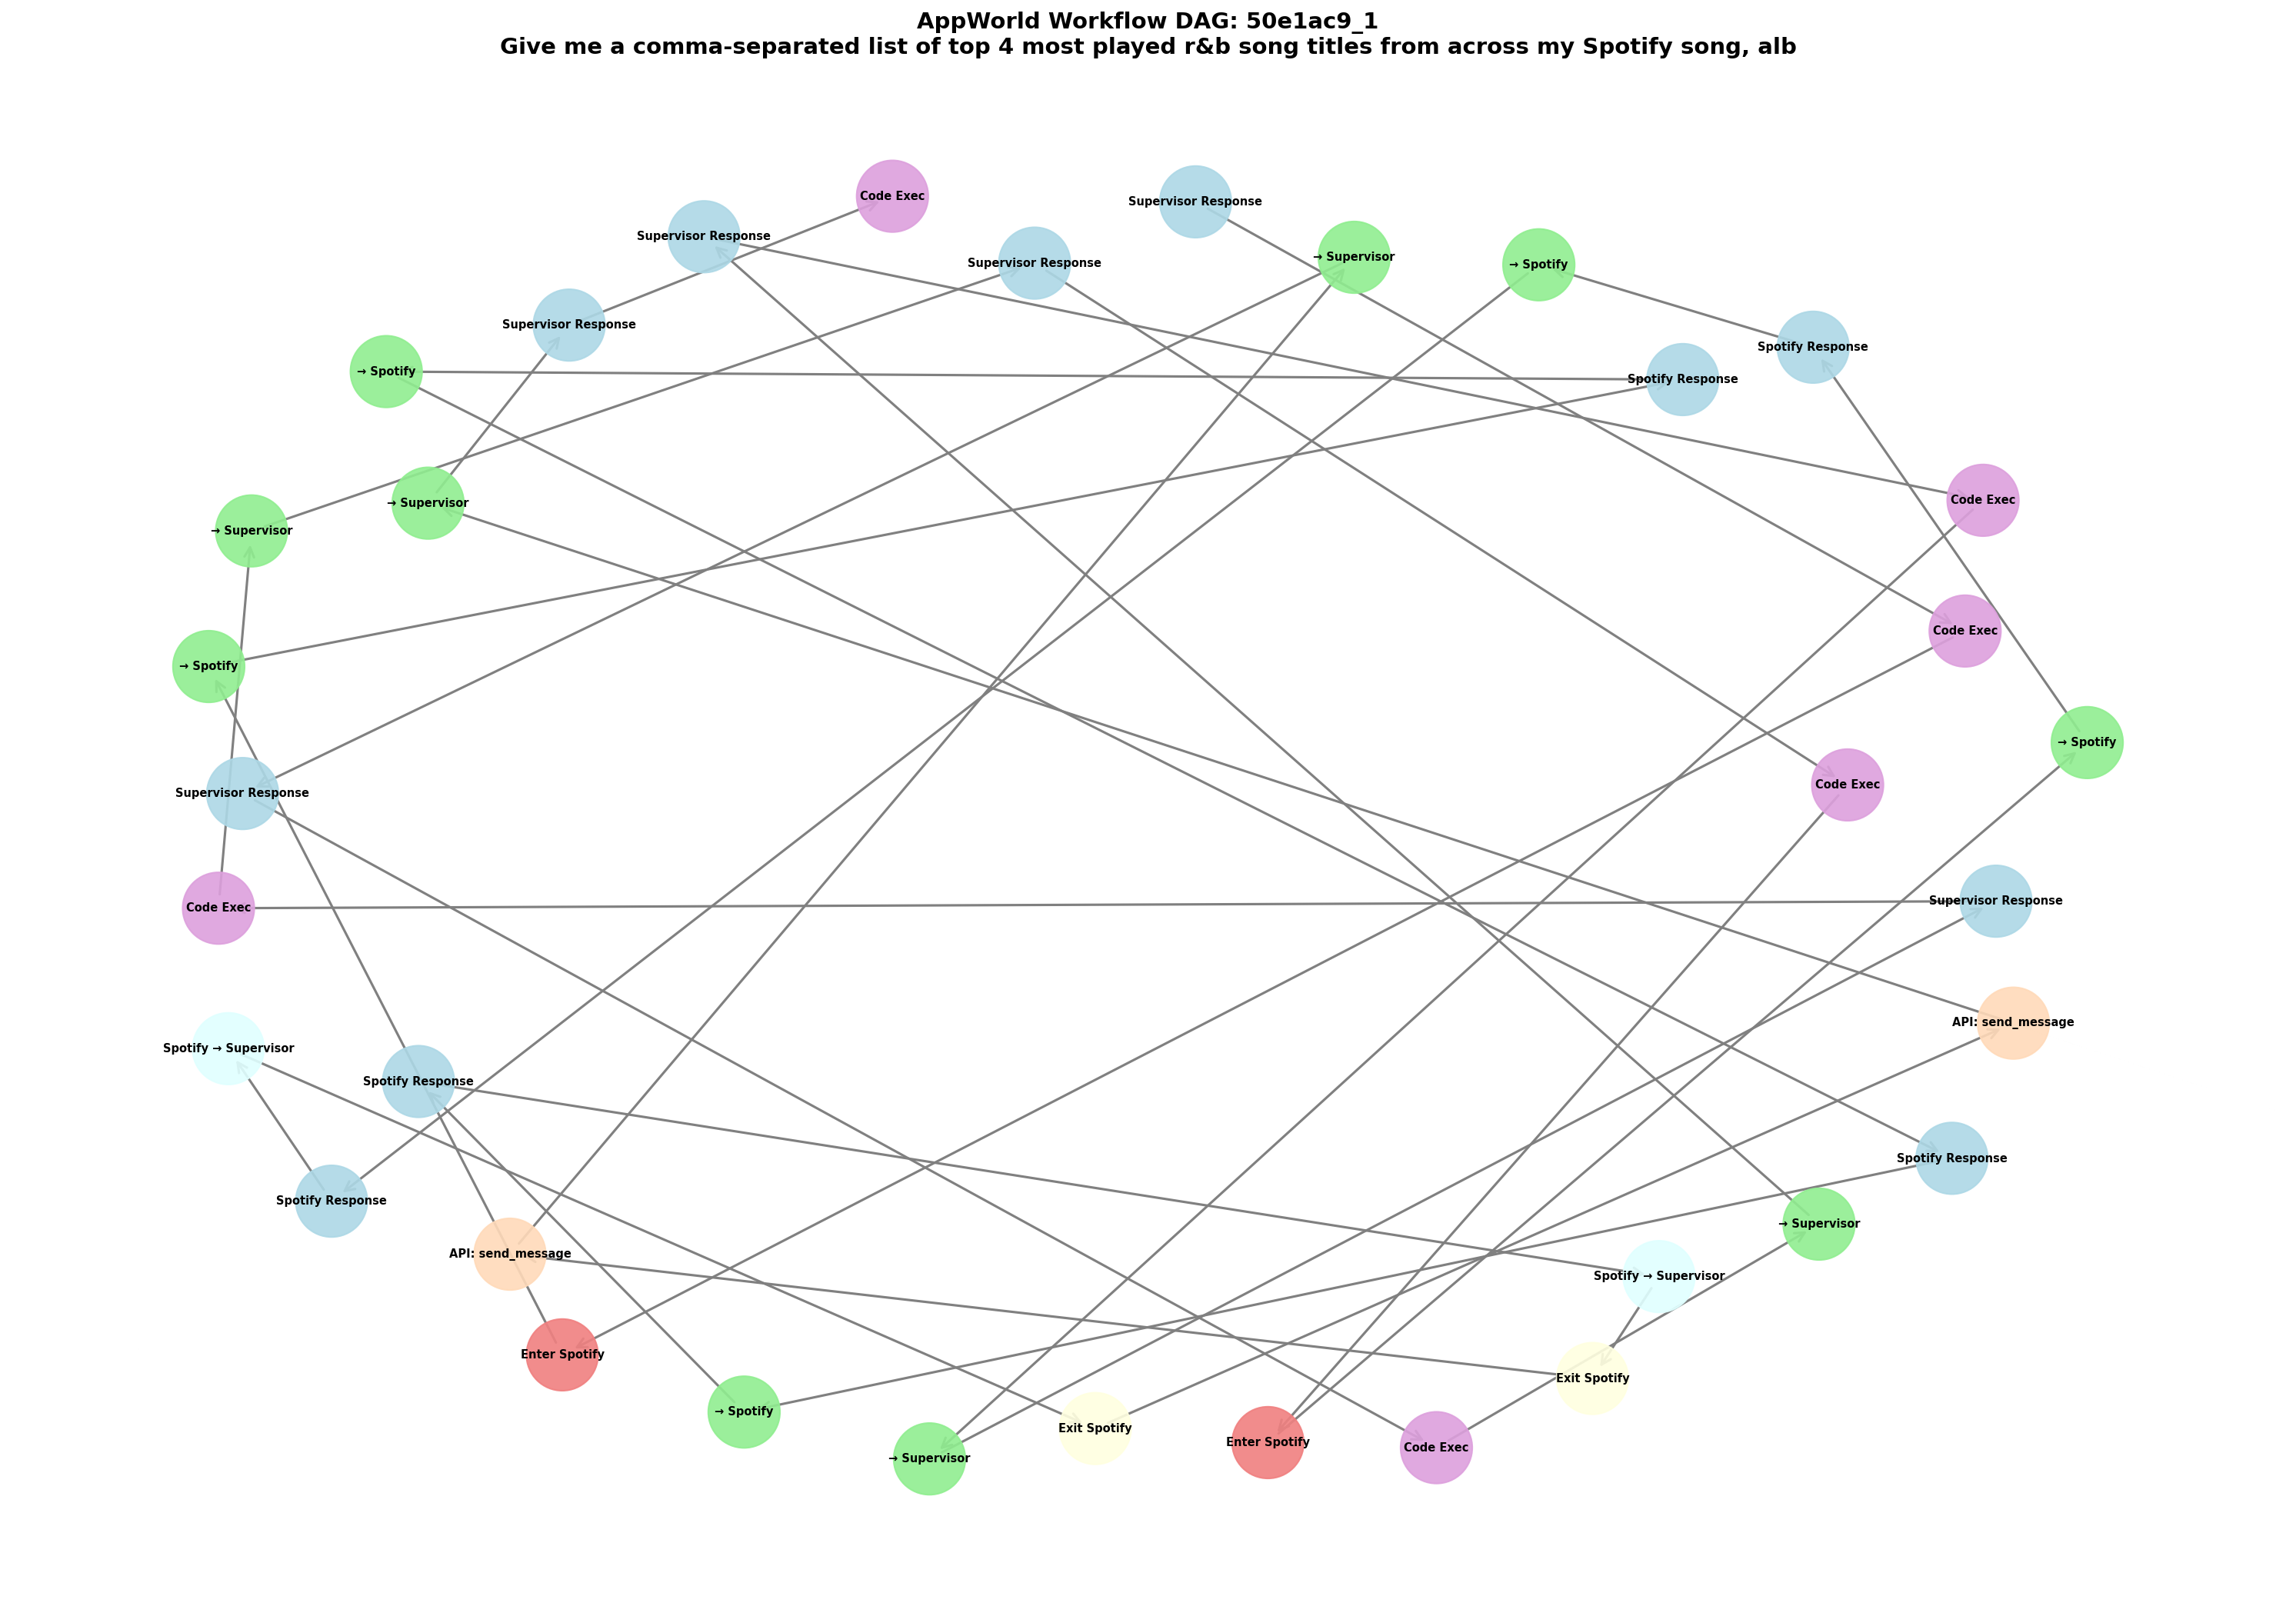 AppWorld Workflow DAG: 50e1ac9_1
Give me a comma-separated list of top 4 most played r&b song titles from across my Spotify song, alb
Code Exec
Supervisor Response
Supervisor Response
Supervisor Response
→ Supervisor
→ Spotify
Supervisor Response
Spotify Response
→ Spotify
Spotify Response
Code Exec
→ Supervisor
→ Supervisor
Code Exec
→ Spotify
→ Spotify
Code Exec
Supervisor Response
Supervisor Response
Code Exec
API: send_message
Spotify → Supervisor
Spotify Response
Spotify Response
Spotify Response
→ Supervisor
API: send_message
Spotify → Supervisor
Enter Spotify
Exit Spotify
→ Spotify
Exit Spotify
Enter Spotify
Code Exec
→ Supervisor